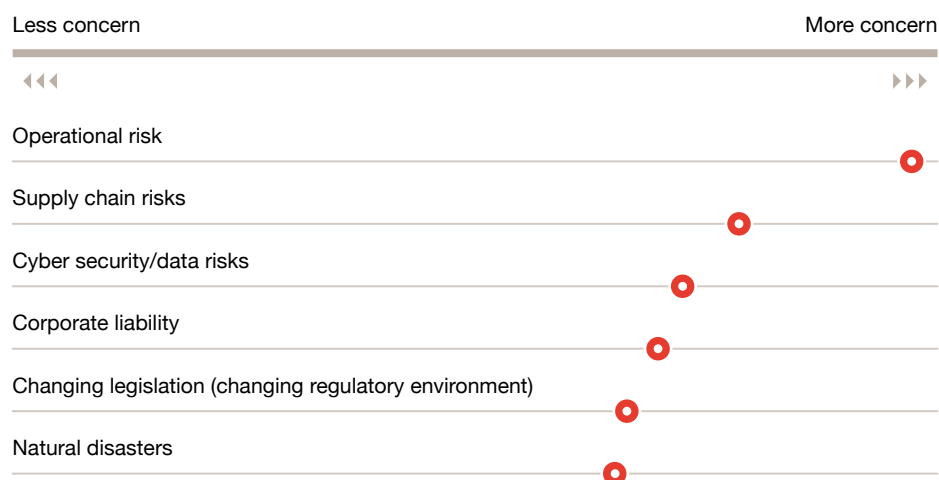 Less concern
More concern
Operational risk
Supply chain risks
Cyber security/data risks
Corporate liability
Changing legislation (changing regulatory environment)
Natural disasters